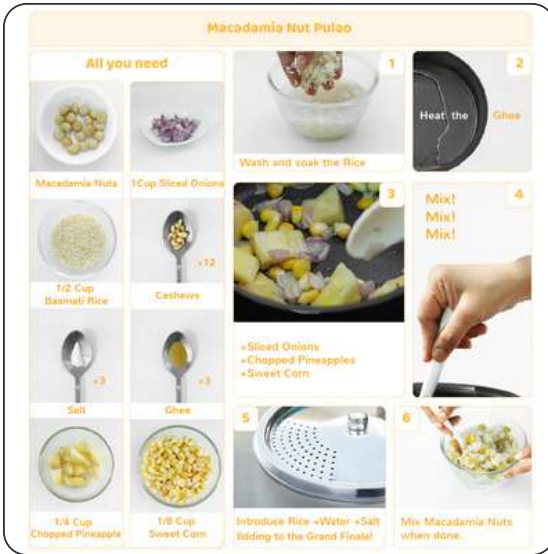 Macadamia Nut Pulao
All you need
Macadamia Nuts
1Cup Sliced Onions
1/2 Cup
Basmati Rice
×12
Cashews
×3
Salt
×3
Ghee
1/4 Cup
Chopped Pineapple
1/8 Cup
Sweet Corn
1
Wash and soak the Rice
2
Heat the Ghee
3
+Sliced Onions
+Chopped Pineapples
+Sweet Corn
4
Mix!
Mix!
Mix!
5
Introduce Rice +Water +Salt
lidding to the Grand Finale!
6
Mix Macadamia Nuts
when done.